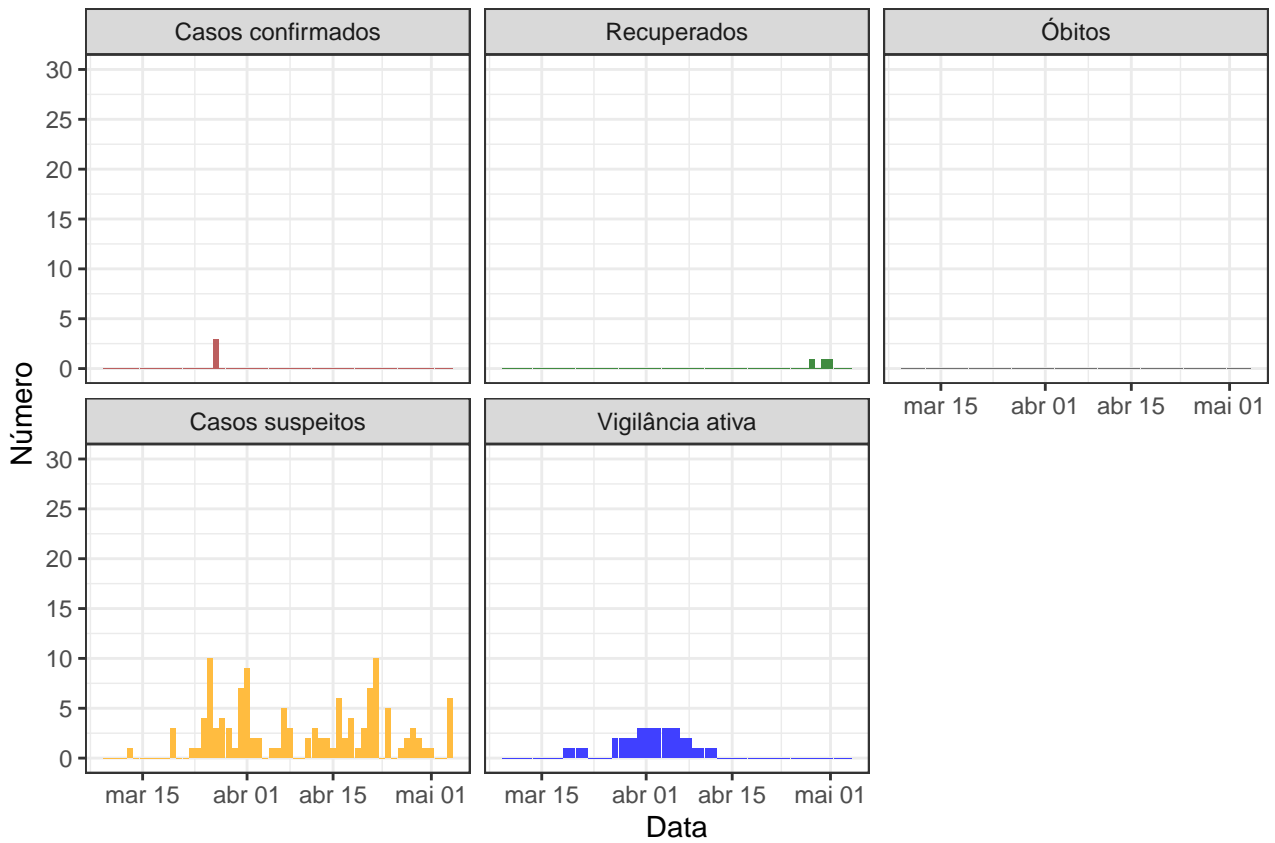 Casos confirmados
Recuperados
Óbitos
30
25
20
15
10
5
0
mar 15 abr 01 abr 15 mai 01
Número
Casos suspeitos
Vigilância ativa
30
25
20
15
10
5
0
mar 15 abr 01 abr 15 mai 01
mar 15 abr 01 abr 15 mai 01
Data